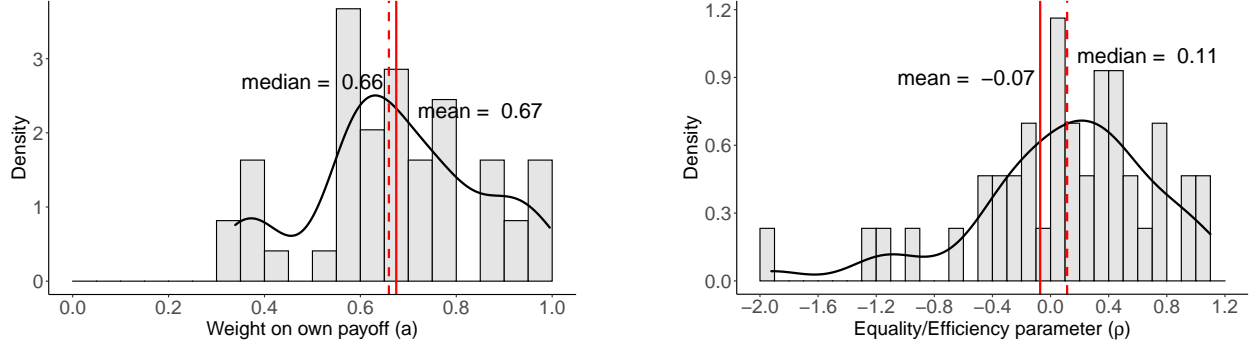 median = 0.66
mean = 0.67
Density
3
2
1
0
0.0 0.2 0.4 0.6 0.8 1.0
Weight on own payoff (a)
mean = −0.07
median = 0.11
Density
1.2
0.9
0.6
0.3
0.0
−2.0 −1.6 −1.2 −0.8 −0.4 0.0 0.4 0.8 1.2
Equality/Efficiency parameter (ρ)